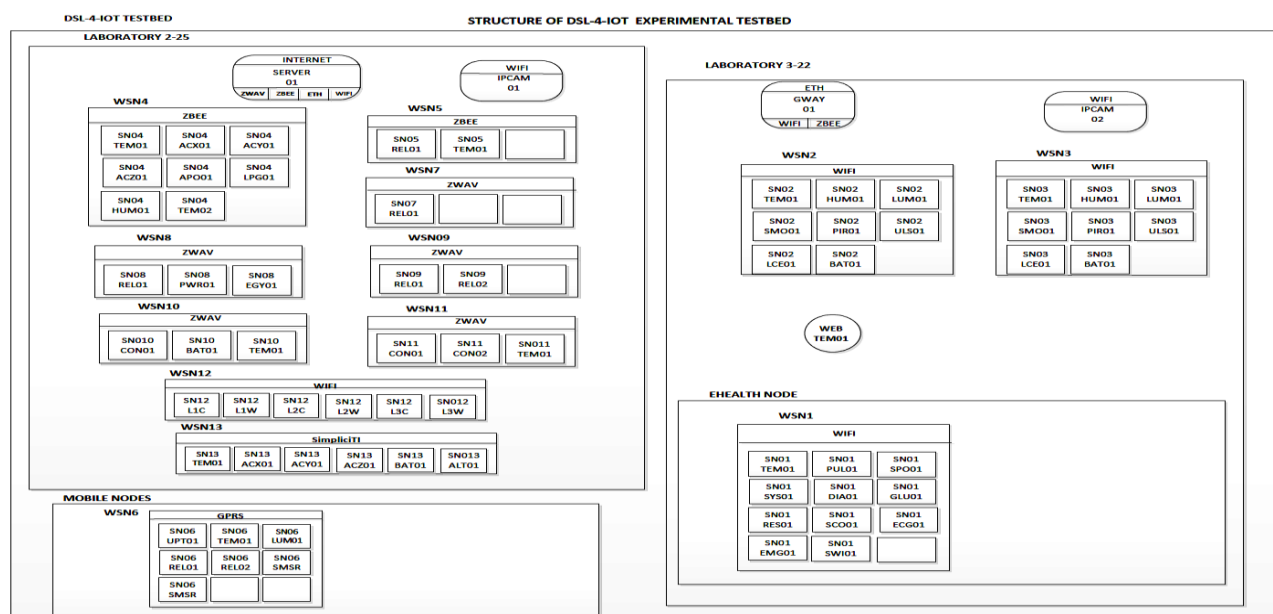 DSL-4-IOT TESTBED
STRUCTURE OF DSL-4-IOT EXPERIMENTAL TESTBED
LABORATORY 2-25
INTERNET
SERVER
01
ZWAV ZBEE ETH WIFI
WIFI
IPCAM
01
WSN4
ZBEE
SN04
TEM01
SN04
ACX01
SN04
ACY01
SN04
ACZ01
SN04
APO01
SN04
LPG01
SN04
HUM01
SN04
TEM02
WSN5
ZBEE
SN05
REL01
SN05
TEM01
WSN7
ZWAV
SN07
REL01
WSN8
ZWAV
SN08
REL01
SN08
PWR01
SN08
EGY01
WSN09
ZWAV
SN09
REL01
SN09
REL02
WSN10
ZWAV
SN010
CON01
SN10
BAT01
SN10
TEM01
WSN11
ZWAV
SN11
CON01
SN11
CON02
SN011
TEM01
WSN12
WIFI
SN12
L1C
SN12
L1W
SN12
L2C
SN12
L2W
SN12
L3C
SN012
L3W
WSN13
SimpliciTI
SN13
TEM01
SN13
ACX01
SN13
ACY01
SN13
ACZ01
SN13
BAT01
SN013
ALT01
MOBILE NODES
WSN6
GPRS
SN06
UPT01
SN06
TEM01
SN06
LUM01
SN06
REL01
SN06
REL02
SN06
SMSR
SN06
SMSR
LABORATORY 3-22
ETH
GWAY
01
WIFI ZBEE
WIFI
IPCAM
02
WSN2
WIFI
SN02
TEM01
SN02
HUM01
SN02
LUM01
SN02
SMO01
SN02
PIR01
SN02
ULS01
SN02
LCE01
SN02
BAT01
WSN3
WIFI
SN03
TEM01
SN03
HUM01
SN03
LUM01
SN03
SMO01
SN03
PIR01
SN03
ULS01
SN03
LCE01
SN03
BAT01
WEB
TEM01
EHEALTH NODE
WSN1
WIFI
SN01
TEM01
SN01
PUL01
SN01
SPO01
SN01
SYS01
SN01
DIA01
SN01
GLU01
SN01
RES01
SN01
SCO01
SN01
ECG01
SN01
EMG01
SN01
SWI01